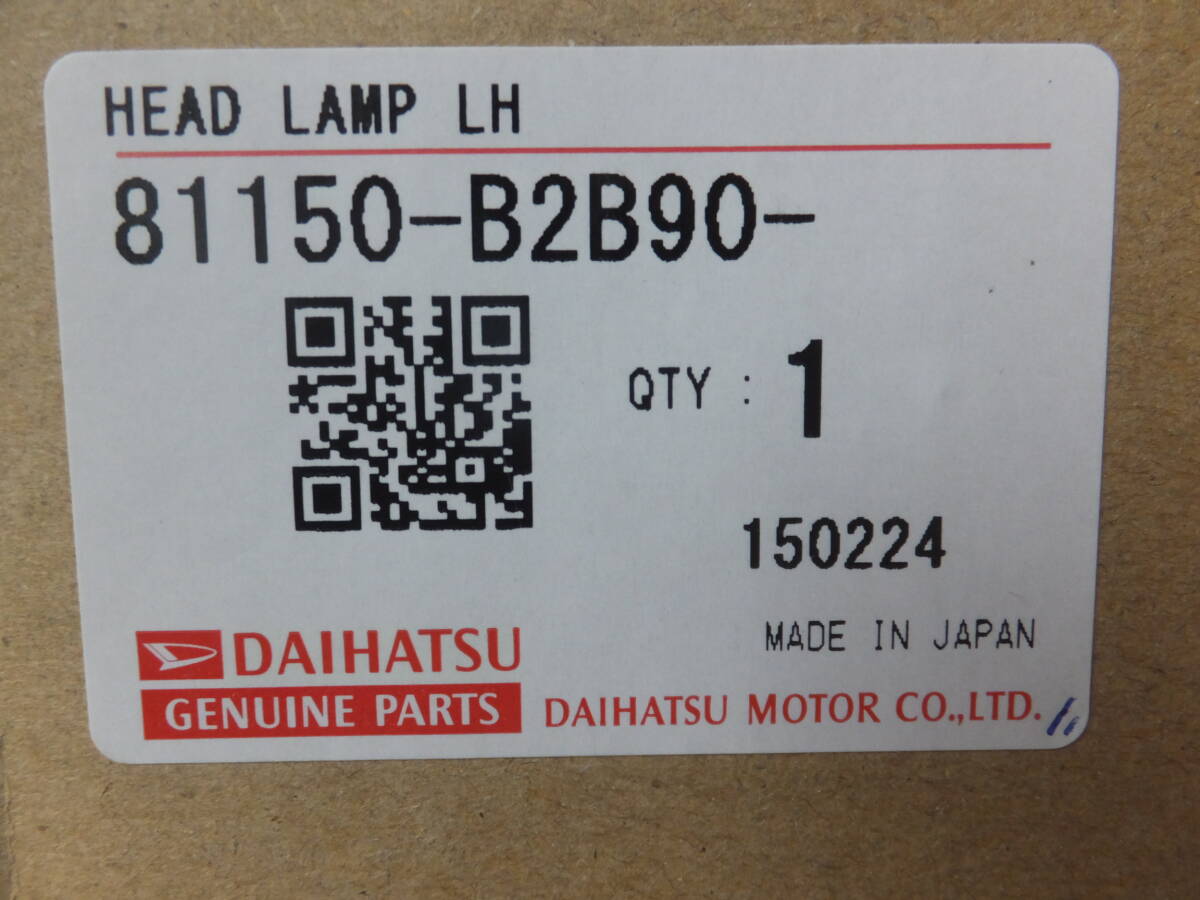 HEAD LAMP LH
81150-B2B90-
QTY : 1
150224
MADE IN JAPAN
DAIHATSU
GENUINE PARTS
DAIHATSU MOTOR CO.,LTD.